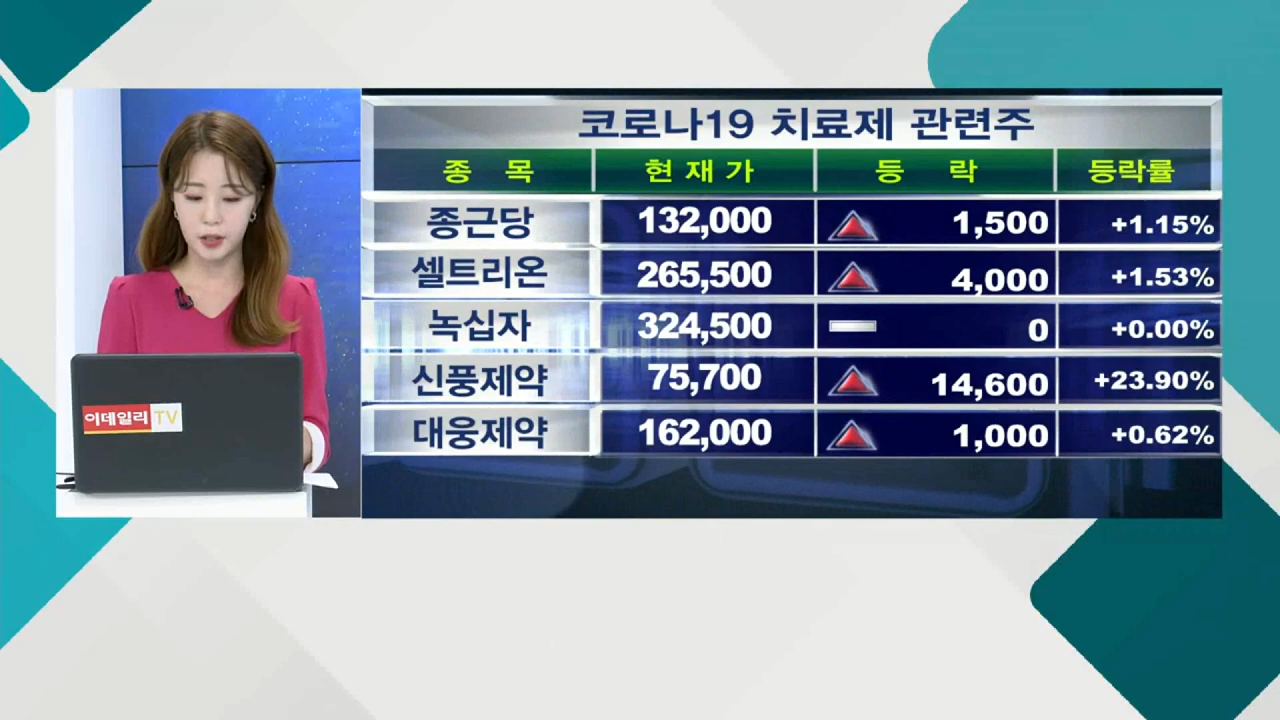 코로나19 치료제 관련주
종 목 현 재 가 등 락 등락률
종근당 132,000 1,500 +1.15%
셀트리온 265,500 4,000 +1.53%
녹십자 324,500 0 +0.00%
신풍제약 75,700 14,600 +23.90%
대웅제약 162,000 1,000 +0.62%
이데일리TV